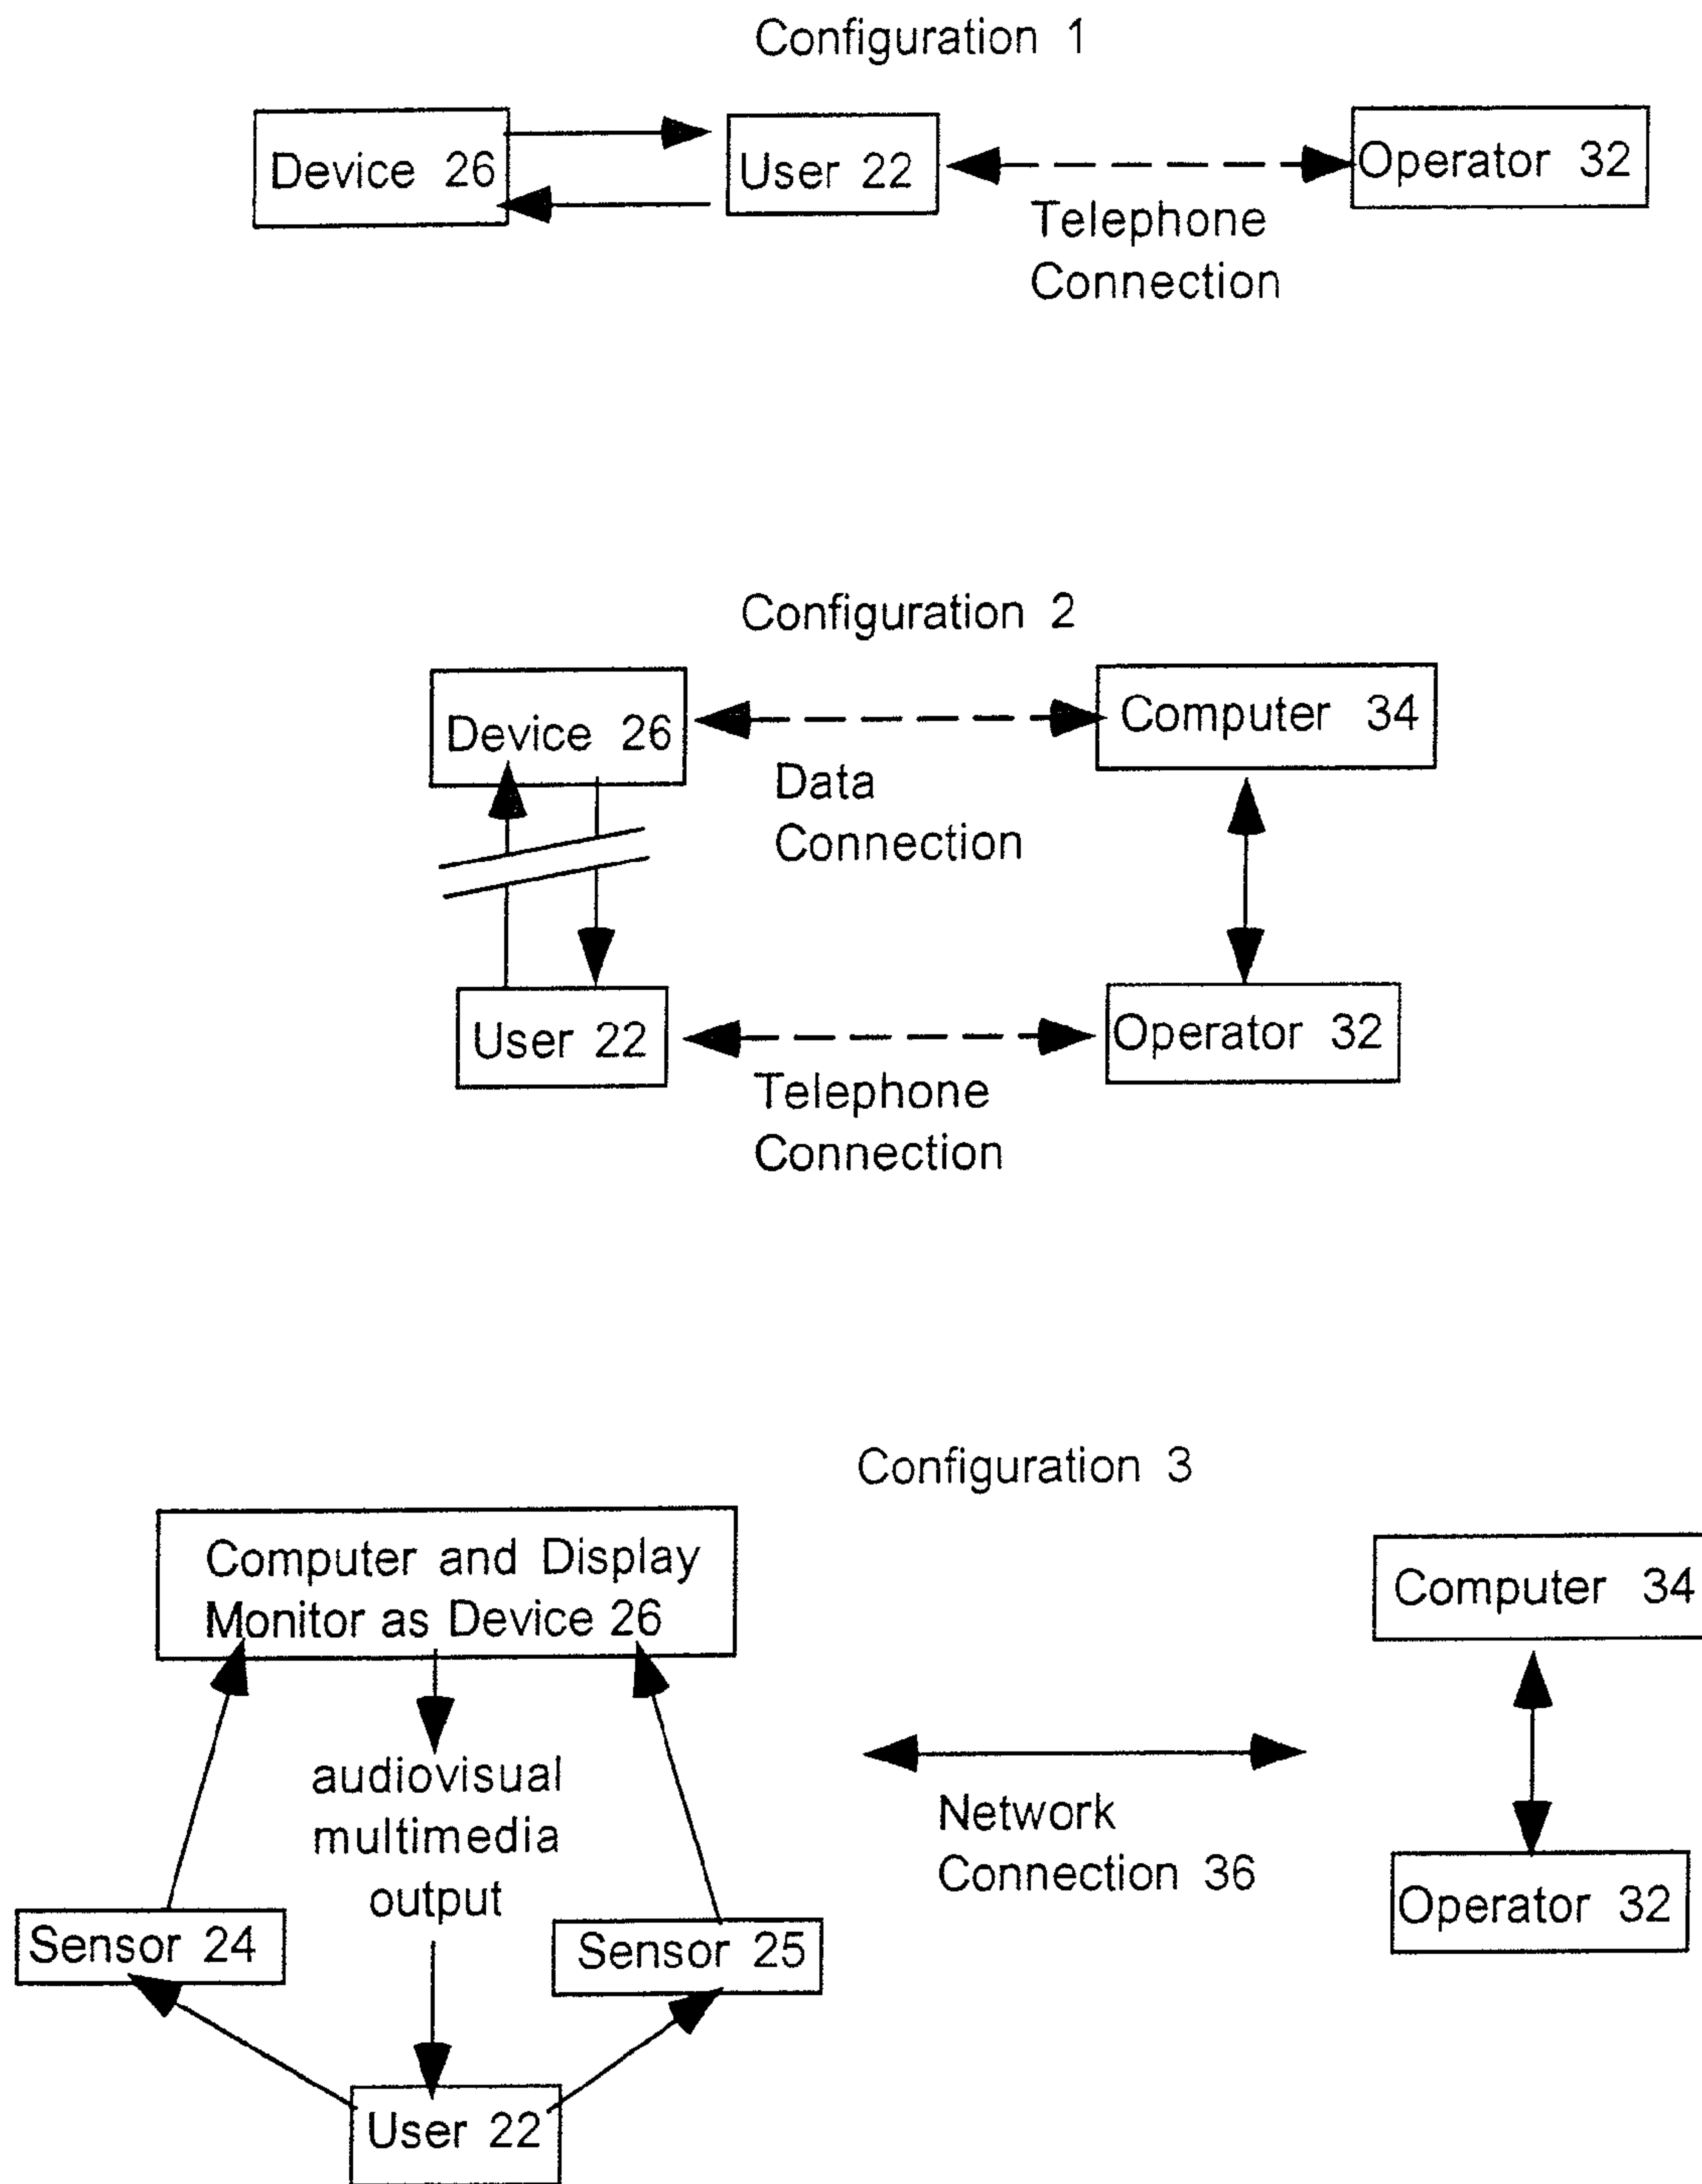 Configuration 1
Device 26
User 22
Operator 32
Telephone
Connection
Configuration 2
Device 26
Computer 34
Data
Connection
User 22
Operator 32
Telephone
Connection
Configuration 3
Computer and Display
Monitor as Device 26
Computer 34
audiovisual
multimedia
output
Network
Connection 36
Sensor 24
Sensor 25
Operator 32
User 22